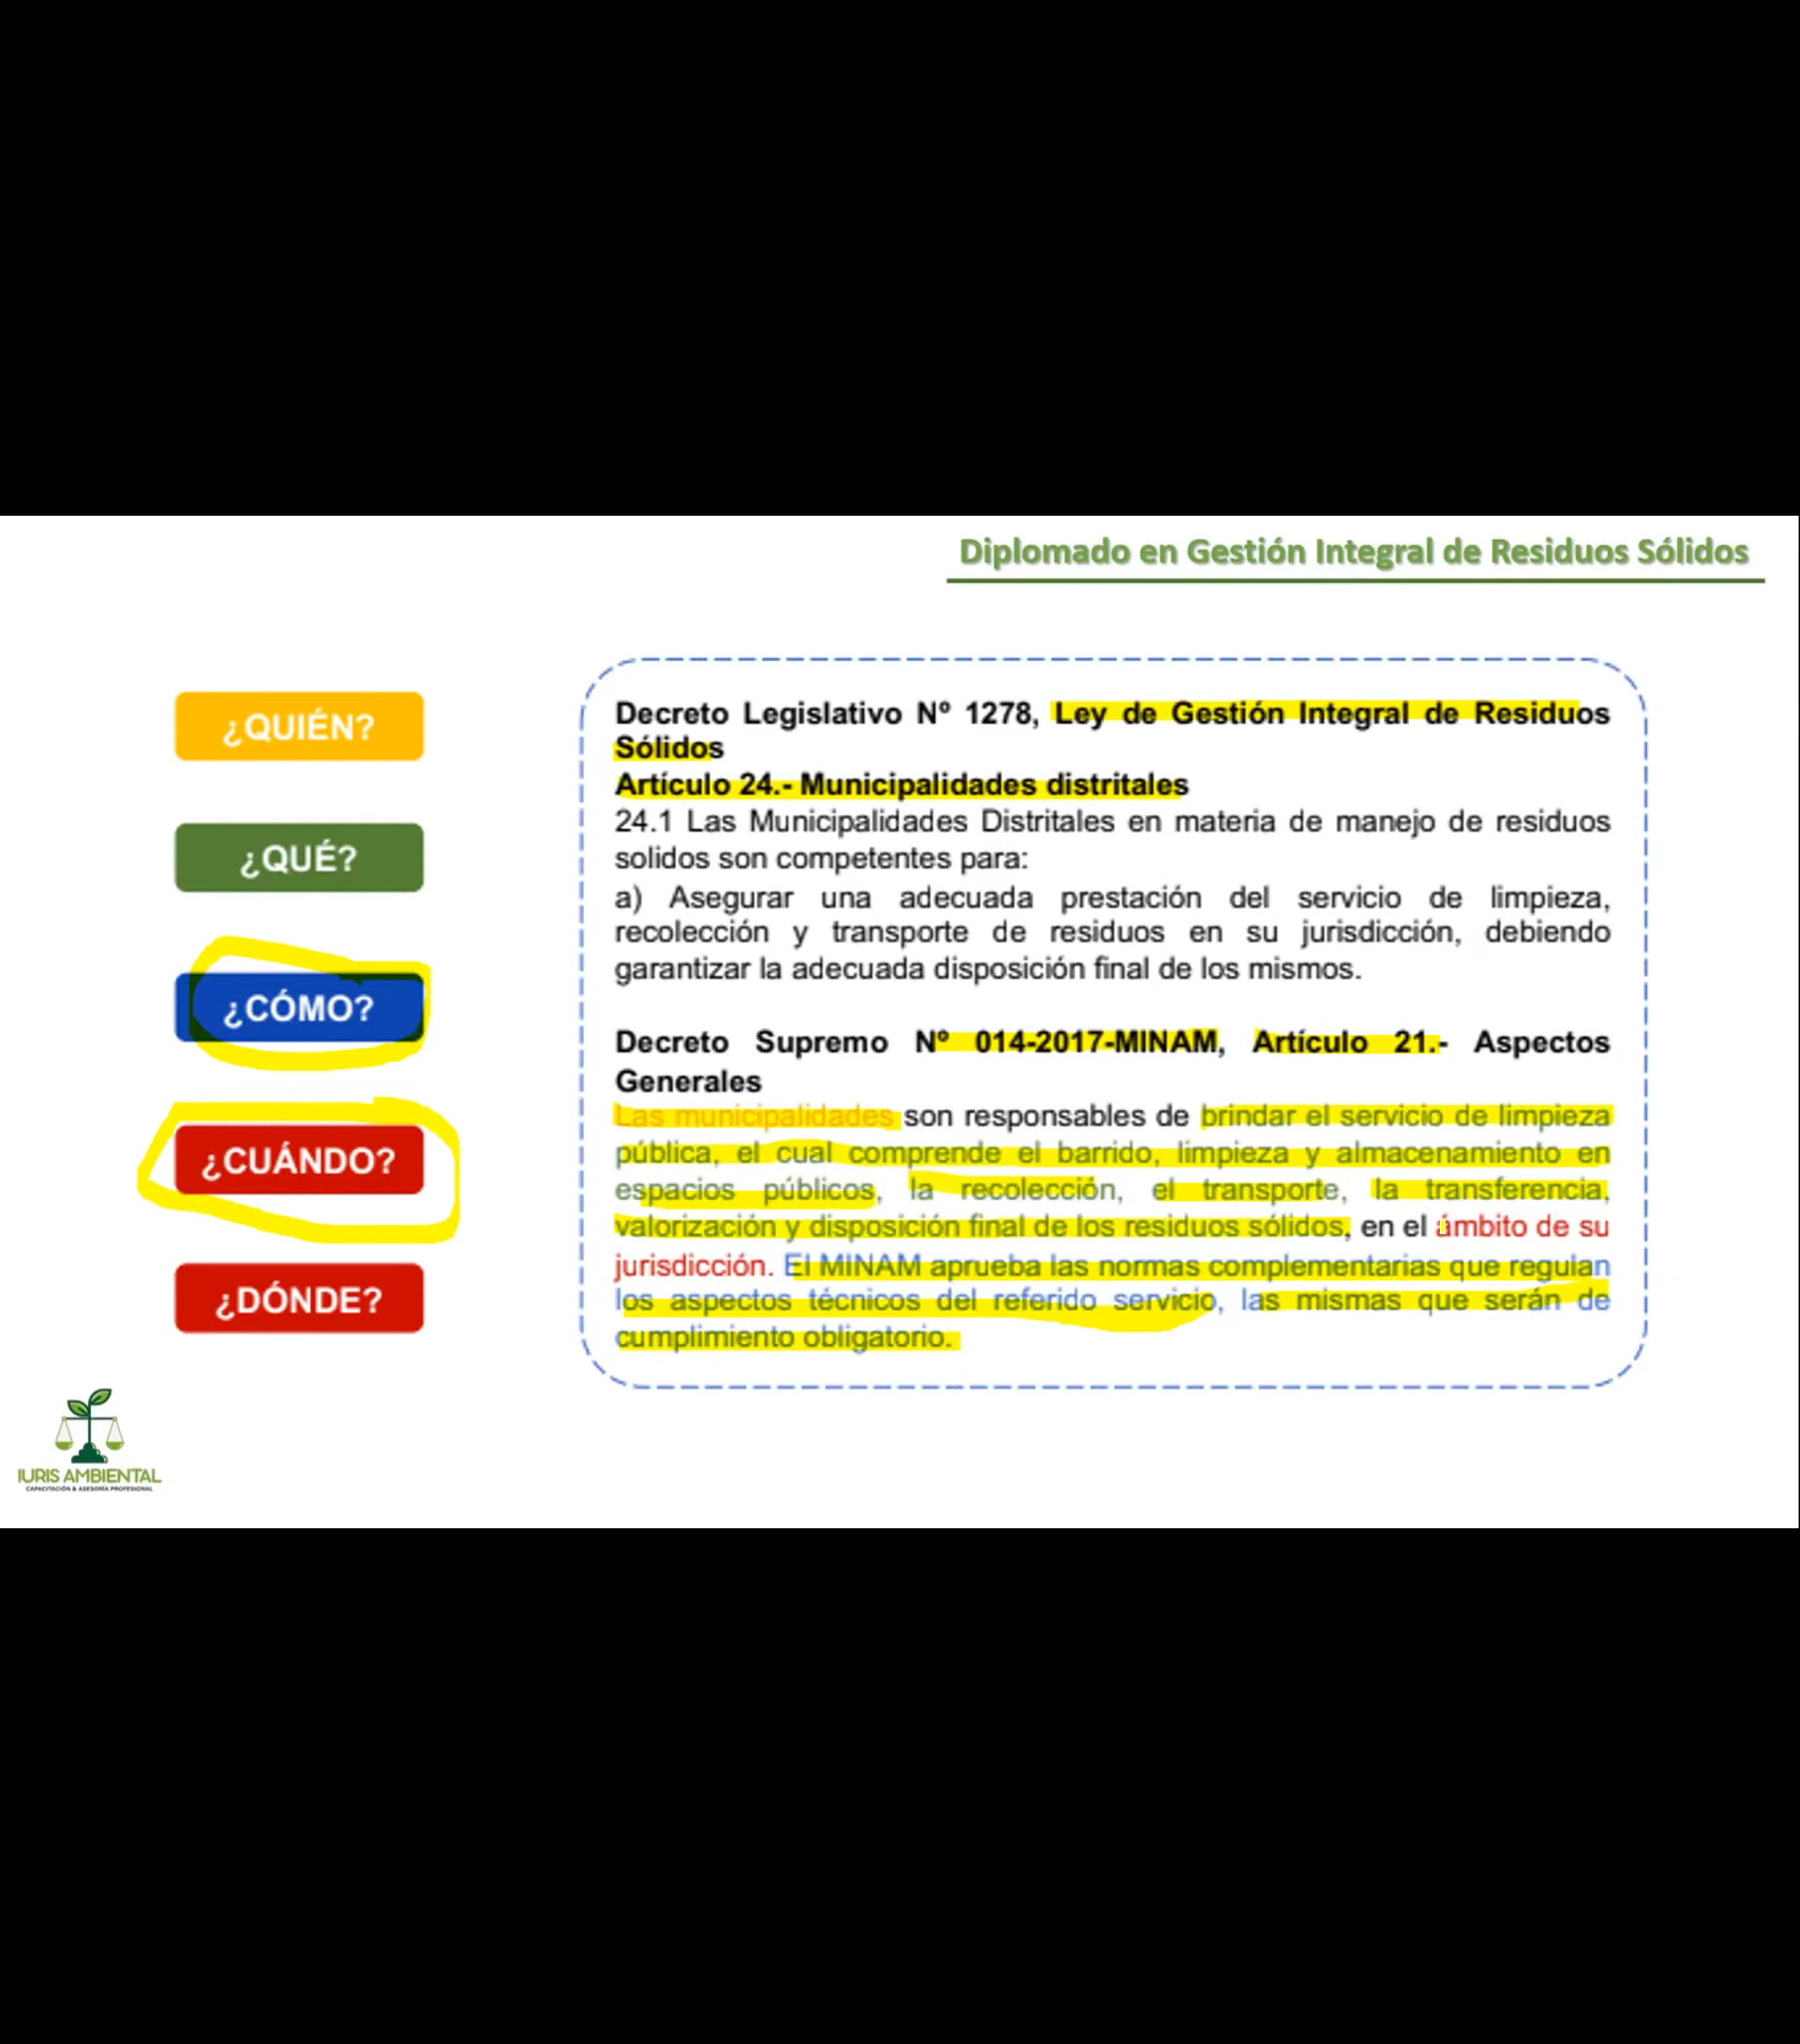 Diplomado en Gestión Integral de Residuos Sólidos
¿QUIÉN?
¿QUÉ?
¿CÓMO?
¿CUÁNDO?
¿DÓNDE?
Decreto Legislativo Nº 1278, Ley de Gestión Integral de Residuos
Sólidos
Artículo 24.- Municipalidades distritales
24.1 Las Municipalidades Distritales en materia de manejo de residuos
solidos son competentes para:
a) Asegurar una adecuada prestación del servicio de limpieza,
recolección y transporte de residuos en su jurisdicción, debiendo
garantizar la adecuada disposición final de los mismos.
Decreto Supremo Nº 014-2017-MINAM, Artículo 21.- Aspectos
Generales
Las municipalidades son responsables de brindar el servicio de limpieza
pública, el cual comprende el barrido, limpieza y almacenamiento en
espacios públicos, la recolección, el transporte, la transferencia,
valorización y disposición final de los residuos sólidos, en el ámbito de su
jurisdicción. El MINAM aprueba las normas complementarias que regulan
los aspectos técnicos del referido servicio, las mismas que serán de
cumplimiento obligatorio.
IURIS AMBIENTAL
CAPACITACIÓN & ASESORÍA PROFESIONAL